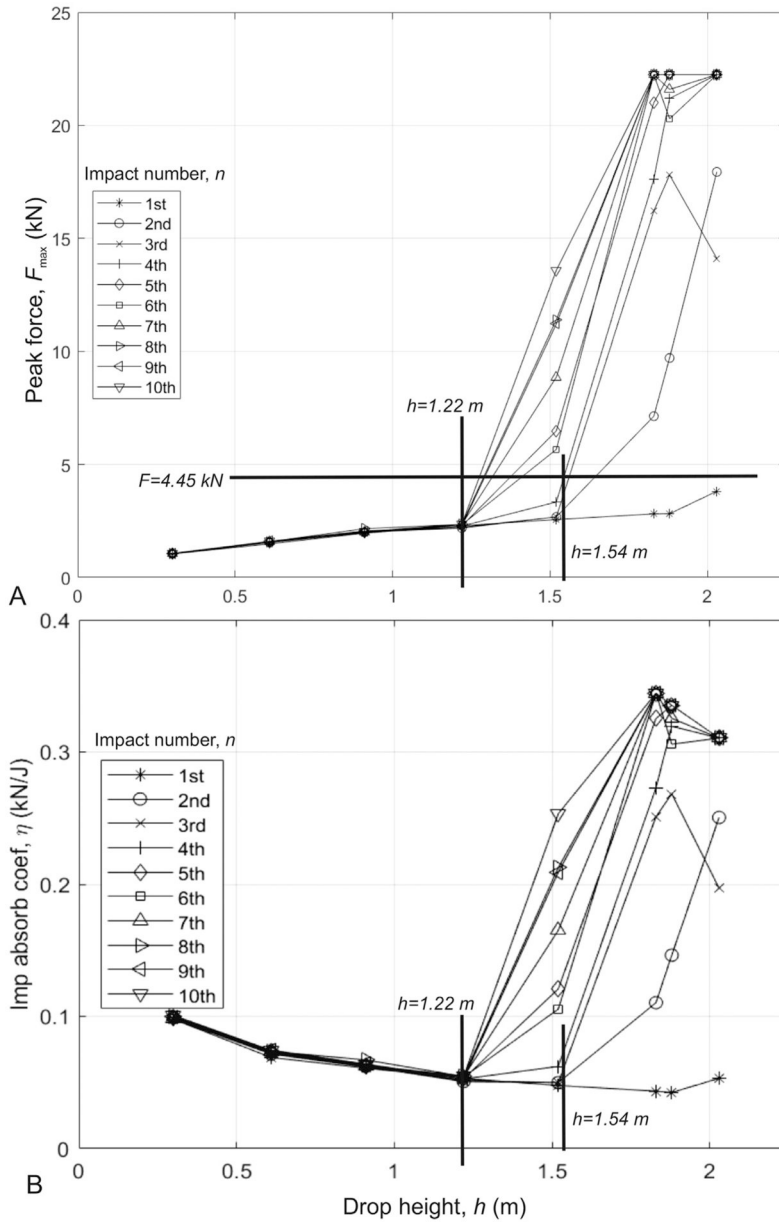 25
20
15
10
5
0
Peak force, Fmax (kN)
Impact number, n
1st
2nd
3rd
4th
5th
6th
7th
8th
9th
10th
h=1.22 m
F=4.45 kN
h=1.54 m
A
0 0.5 1 1.5 2
0.4
0.3
0.2
0.1
0
Imp absorb coef, η (kN/J)
Impact number, n
1st
2nd
3rd
4th
5th
6th
7th
8th
9th
10th
h=1.22 m
h=1.54 m
B
0 0.5 1 1.5 2
Drop height, h (m)